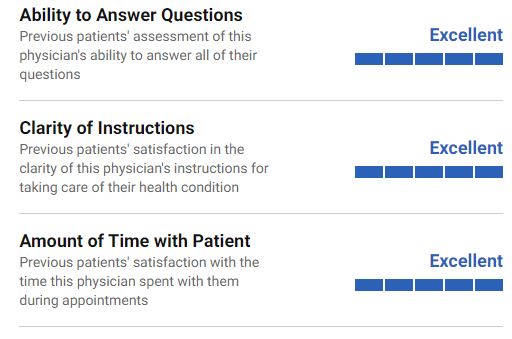 Ability to Answer Questions
Previous patients' assessment of this
Excellent
physician's ability to answer all of their
questions
Clarity of Instructions
Previous patients' satisfaction in the
Excellent
clarity of this physician's instructions for
taking care of their health condition
Amount of Time with Patient
Previous patients' satisfaction with the
Excellent
time this physician spent with them
during appointments